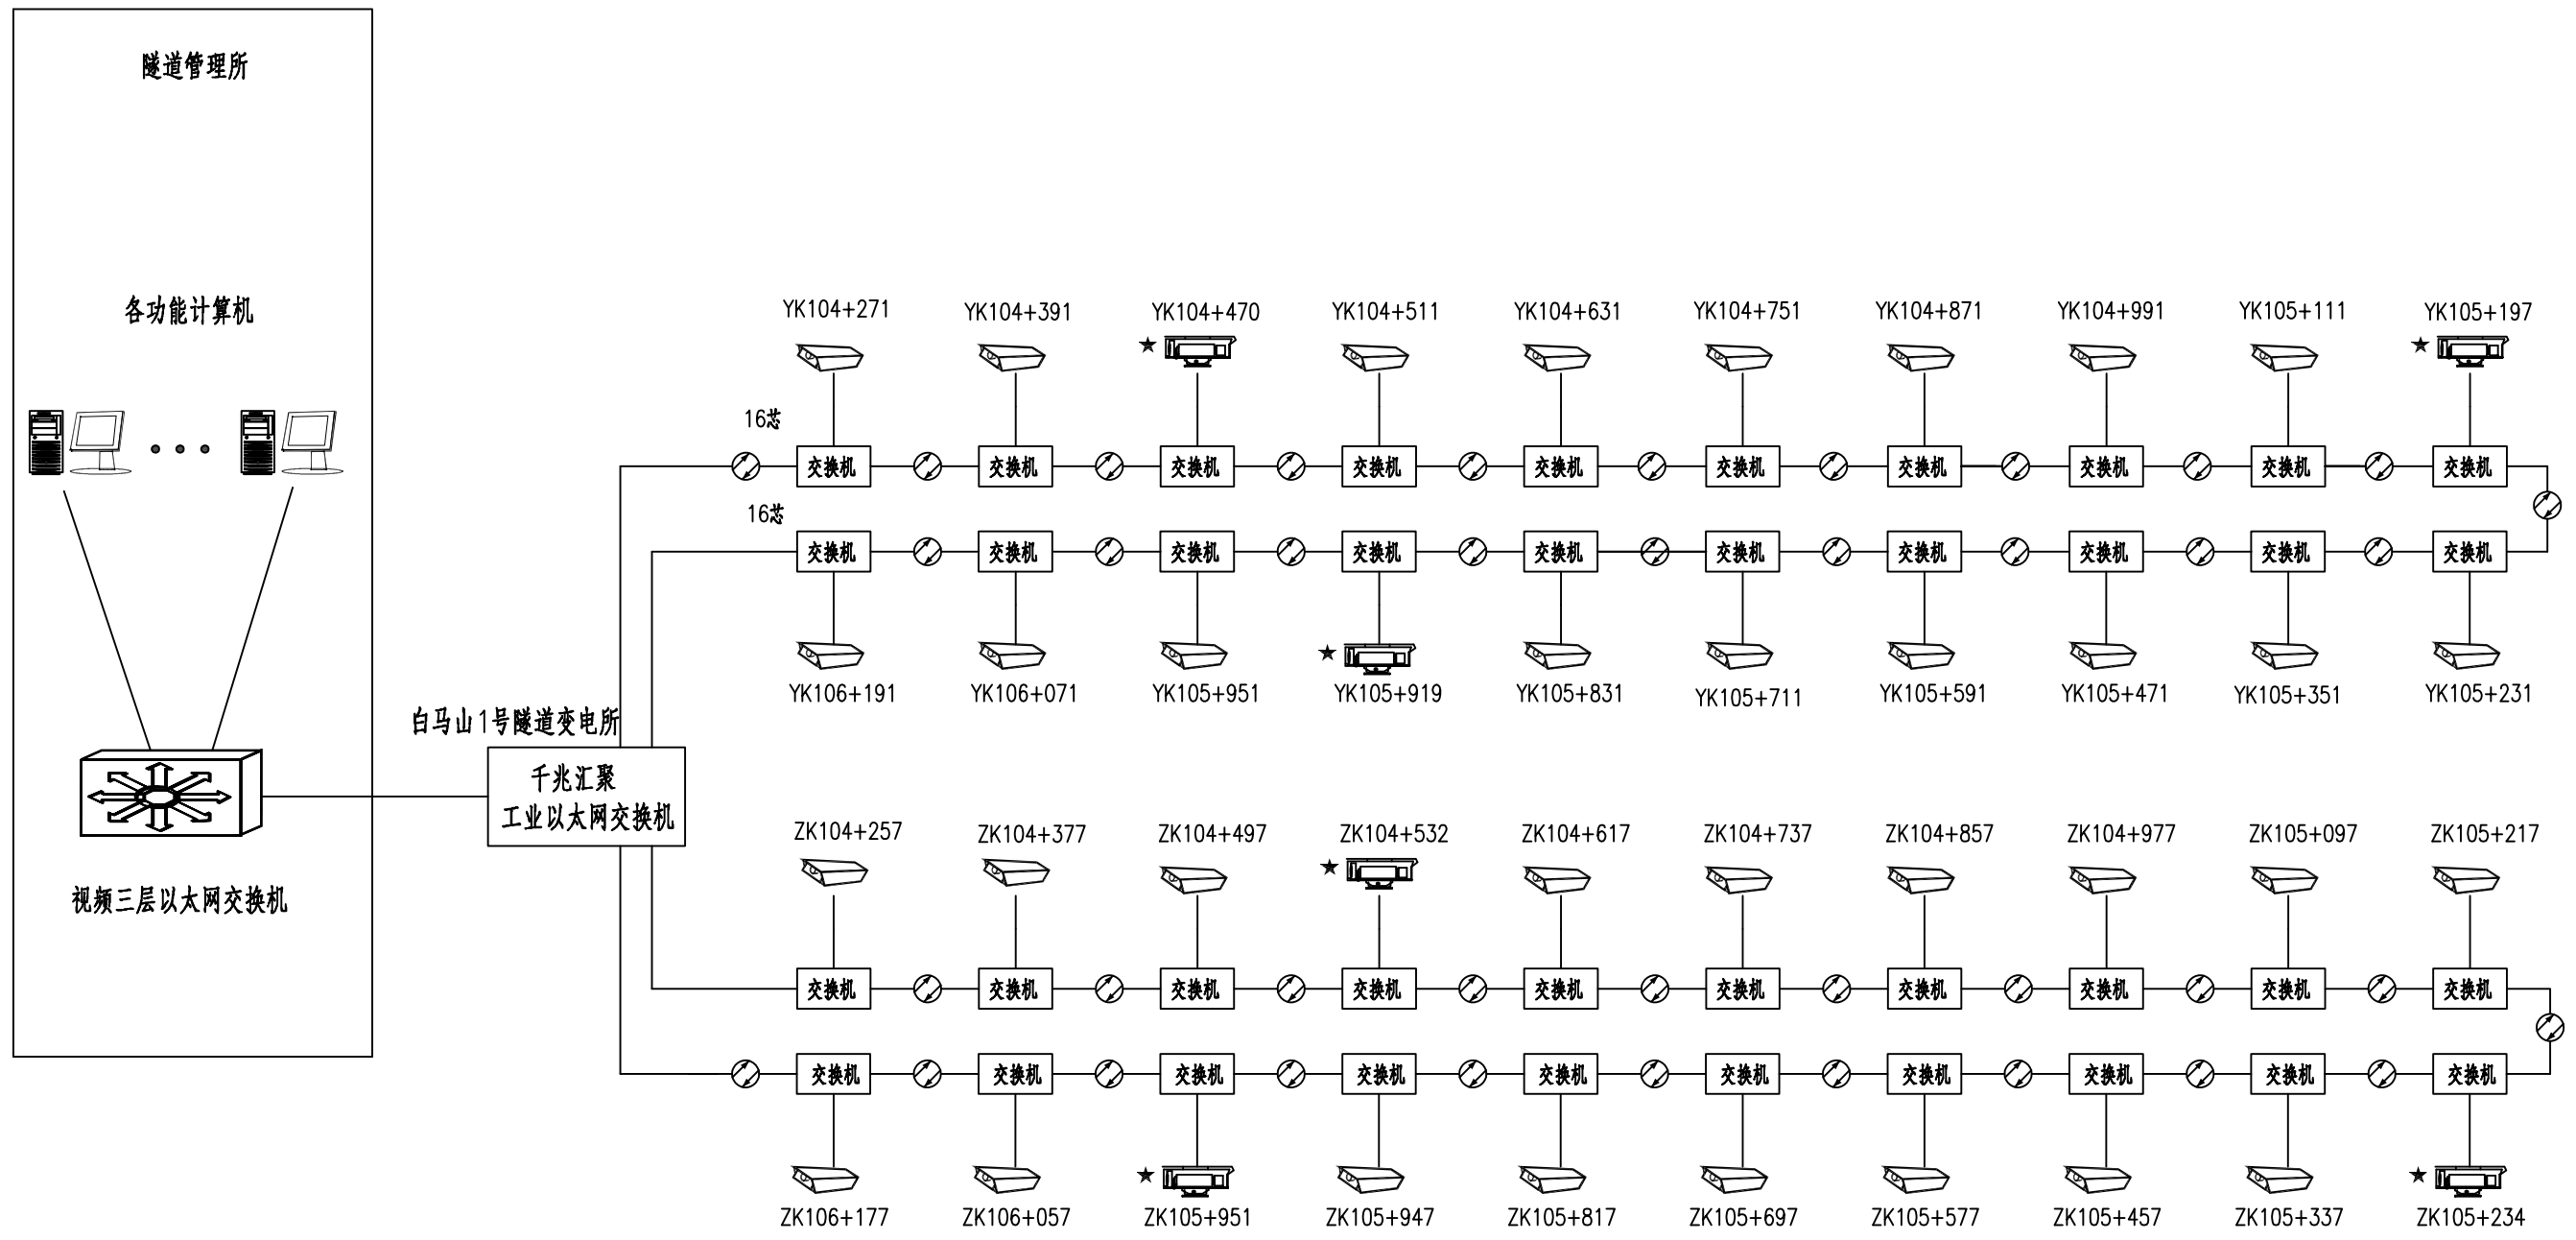 隧道管理所
各功能计算机
视频三层以太网交换机
白马山1号隧道变电所
千兆汇聚
工业以太网交换机
YK104+271 YK104+391 YK104+470 YK104+511 YK104+631 YK104+751 YK104+871 YK104+991 YK105+111 YK105+197
★ ★
16芯
交换机 交换机 交换机 交换机 交换机 交换机 交换机 交换机 交换机 交换机
16芯
交换机 交换机 交换机 交换机 交换机 交换机 交换机 交换机 交换机 交换机
★
YK106+191 YK106+071 YK105+951 YK105+919 YK105+831 YK105+711 YK105+591 YK105+471 YK105+351 YK105+231
ZK104+257 ZK104+377 ZK104+497 ZK104+532 ZK104+617 ZK104+737 ZK104+857 ZK104+977 ZK105+097 ZK105+217
★
交换机 交换机 交换机 交换机 交换机 交换机 交换机 交换机 交换机 交换机
交换机 交换机 交换机 交换机 交换机 交换机 交换机 交换机 交换机 交换机
★ ★
ZK106+177 ZK106+057 ZK105+951 ZK105+947 ZK105+817 ZK105+697 ZK105+577 ZK105+457 ZK105+337 ZK105+234